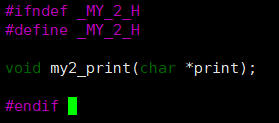 #ifndef _MY_2_H
#define _MY_2_H
void my2_print(char *print);
#endif